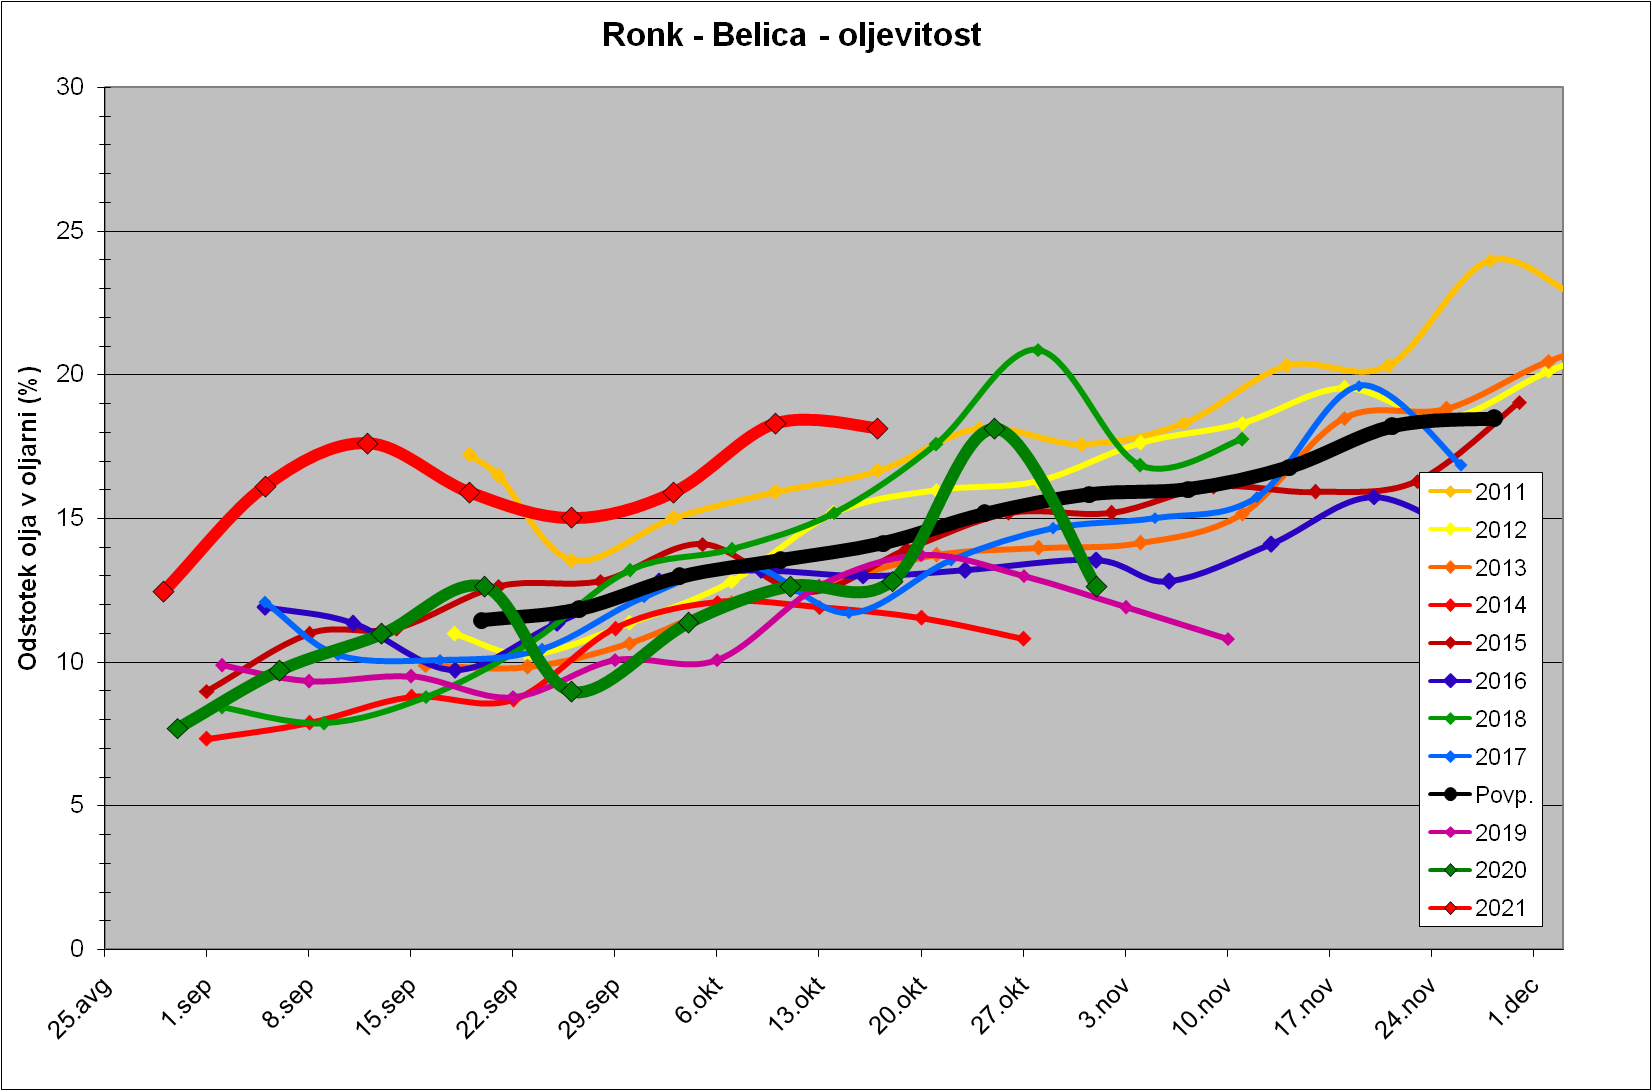 Ronk - Belica - oljevitost
Odstotek olja v oljarni (%)
30
25
20
15
10
5
0
25.avg
1.sep
8.sep
15.sep
22.sep
29.sep
6.okt
13.okt
20.okt
27.okt
3.nov
10.nov
17.nov
24.nov
1.dec
2011
2012
2013
2014
2015
2016
2018
2017
Povp.
2019
2020
2021